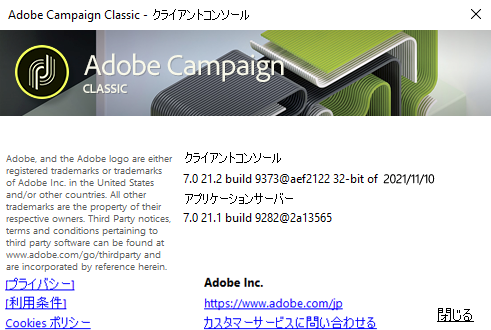 Adobe Campaign Classic - クライアントコンソール
Adobe Campaign
CLASSIC
Adobe, and the Adobe logo are either
registered trademarks or trademarks
of Adobe Inc. in the United States
and/or other countries. All other
trademarks are the property of their
respective owners. Third Party notices,
terms and conditions pertaining to
third party software can be found at
www.adobe.com/go/thirdparty and
are incorporated by reference herein.
[プライバシー]
[利用条件]
Cookies ポリシー
クライアントコンソール
7.0 21.2 build 9373@aef2122 32-bit of 2021/11/10
アプリケーションサーバー
7.0 21.1 build 9282@2a13565
Adobe Inc.
https://www.adobe.com/jp
カスタマーサービスに問い合わせる
閉じる